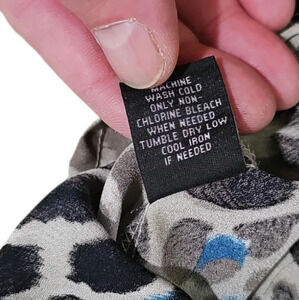 MACHINE
WASH COLD
ONLY NON-
CHLORINE BLEACH
WHEN NEEDED
TUMBLE DRY LOW
COOL IRON
IF NEEDED